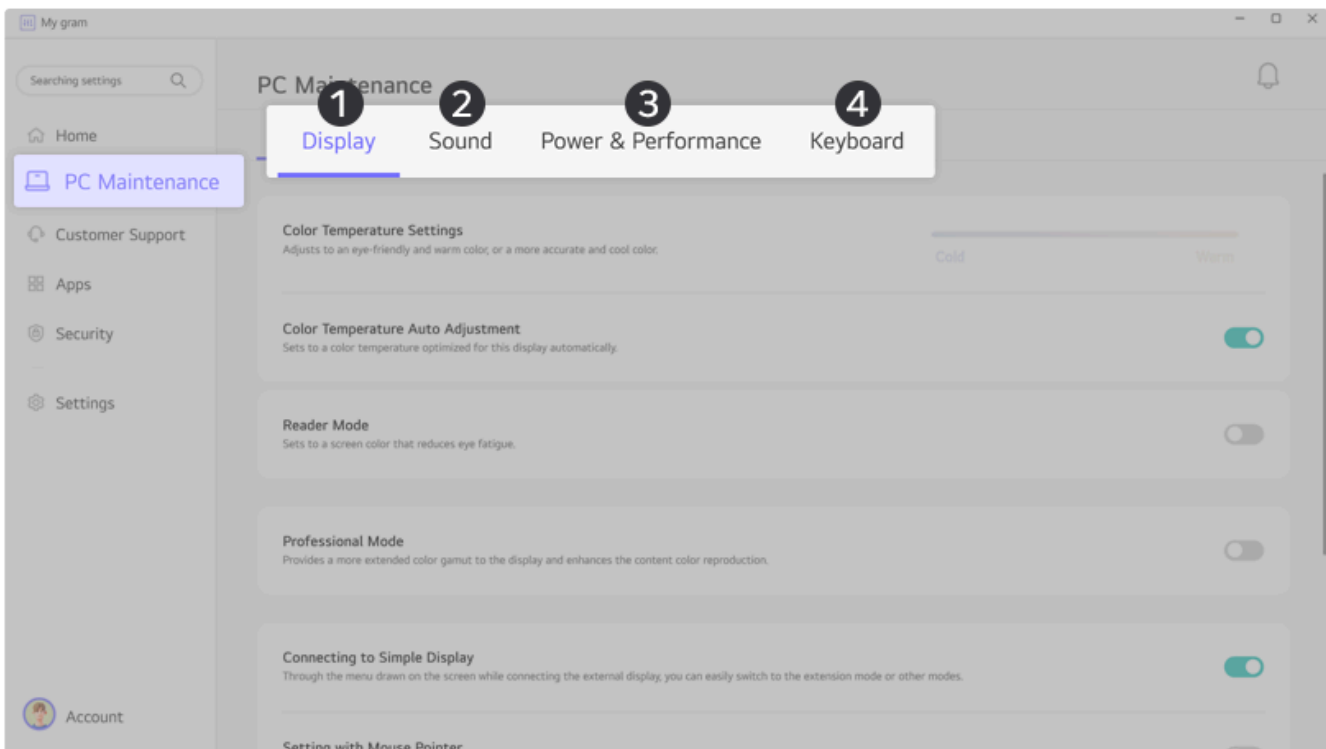 My gram
Searching settings
PC Maintenance
1 2 3 4
Display Sound Power & Performance Keyboard
Home
PC Maintenance
Customer Support
Apps
Security
Settings
Account
Color Temperature Settings
Adjusts to an eye-friendly and warm color, or a more accurate and cool color.
Cold Warm
Color Temperature Auto Adjustment
Sets to a color temperature optimized for this display automatically.
Reader Mode
Sets to a screen color that reduces eye fatigue.
Professional Mode
Provides a more extended color gamut to the display and enhances the content color reproduction.
Connecting to Simple Display
Through the menu drawn on the screen while connecting the external display, you can easily switch to the extension mode or other modes.
Setting with Mouse Pointer